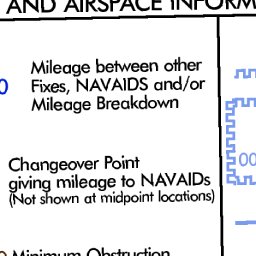 AND AIRSPACE INFORM
0
Mileage between other
Fixes, NAVAIDS and/or
Mileage Breakdown
00
Changeover Point
giving mileage to NAVAIDs
(Not shown at midpoint locations)
Minimum Obstruction